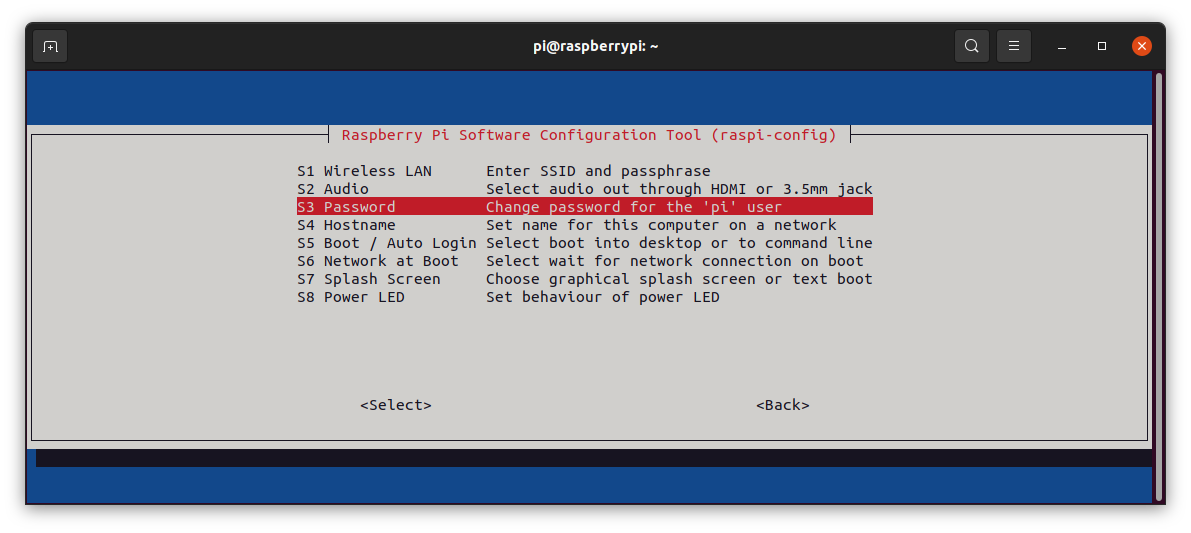 pi@raspberrypi: ~
Raspberry Pi Software Configuration Tool (raspi-config)
S1 Wireless LAN Enter SSID and passphrase
S2 Audio Select audio out through HDMI or 3.5mm jack
S3 Password Change password for the 'pi' user
S4 Hostname Set name for this computer on a network
S5 Boot / Auto Login Select boot into desktop or to command line
S6 Network at Boot Select wait for network connection on boot
S7 Splash Screen Choose graphical splash screen or text boot
S8 Power LED Set behaviour of power LED
<Select> <Back>